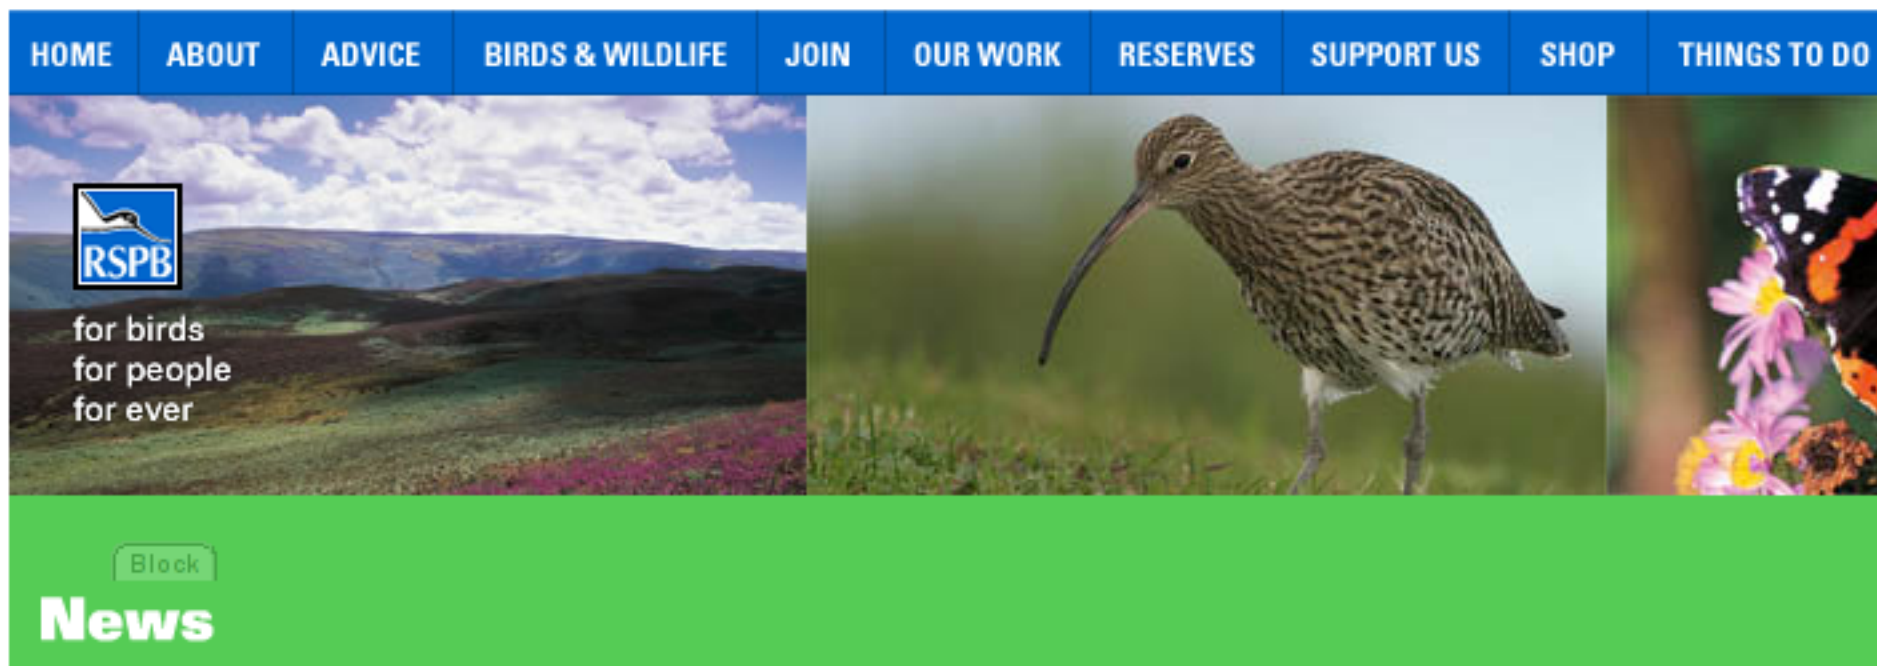 HOME ABOUT ADVICE BIRDS & WILDLIFE JOIN OUR WORK RESERVES SUPPORT US SHOP THINGS TO DO
RSPB
for birds
for people
for ever
Block
News